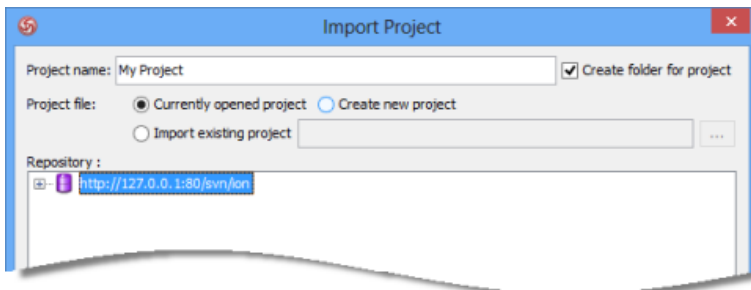 Import Project
Project name: My Project Create folder for project
Project file: Currently opened project Create new project
Import existing project ...
Repository :
http://127.0.0.1:80/svn/ion